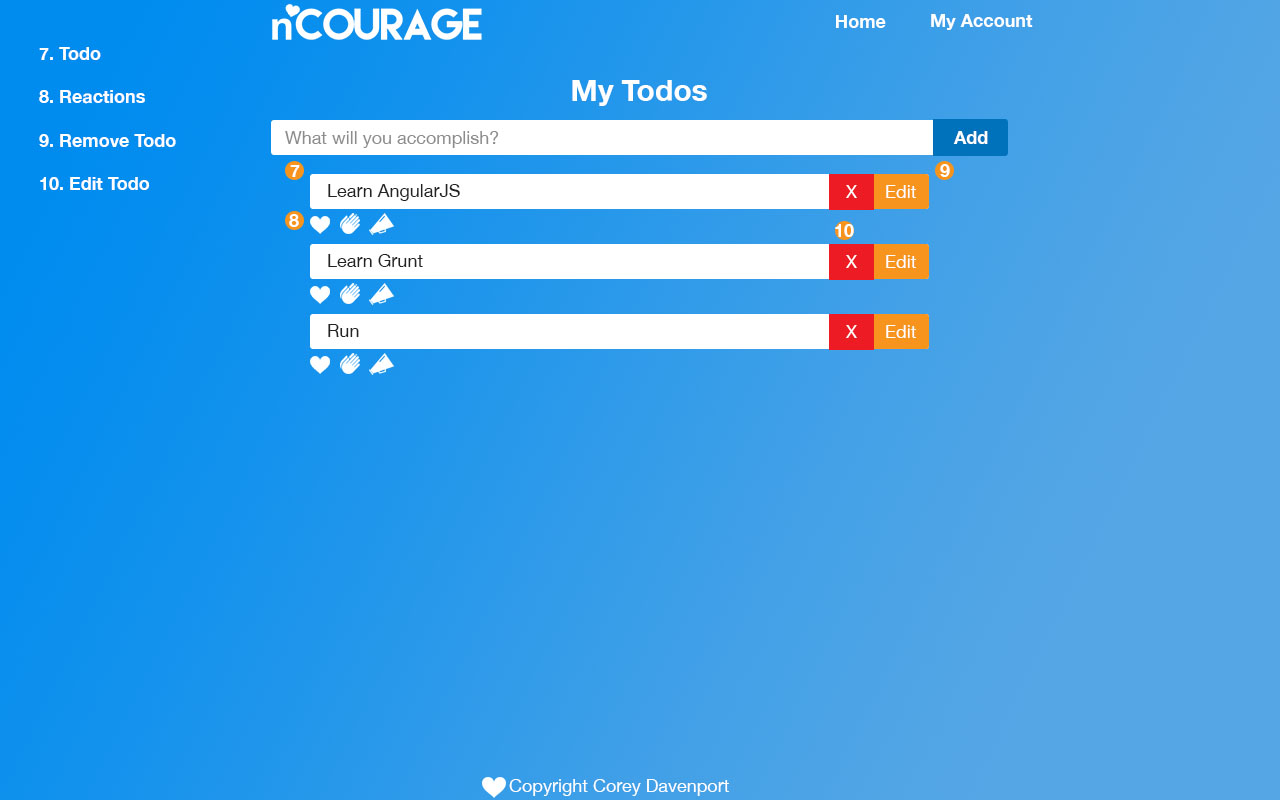 n'COURAGE
Home
My Account
7. Todo
8. Reactions
9. Remove Todo
10. Edit Todo
My Todos
What will you accomplish?
Add
7
9
Learn AngularJS
X
Edit
8
10
Learn Grunt
X
Edit
Run
X
Edit
Copyright Corey Davenport